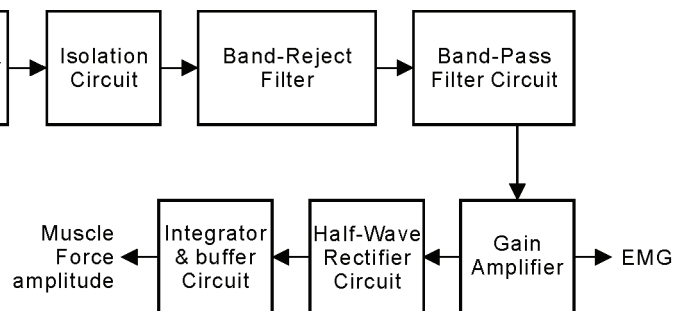 Isolation
Circuit
Band-Reject
Filter
Band-Pass
Filter Circuit
Muscle
Force
amplitude
Integrator
& buffer
Circuit
Half-Wave
Rectifier
Circuit
Gain
Amplifier
EMG